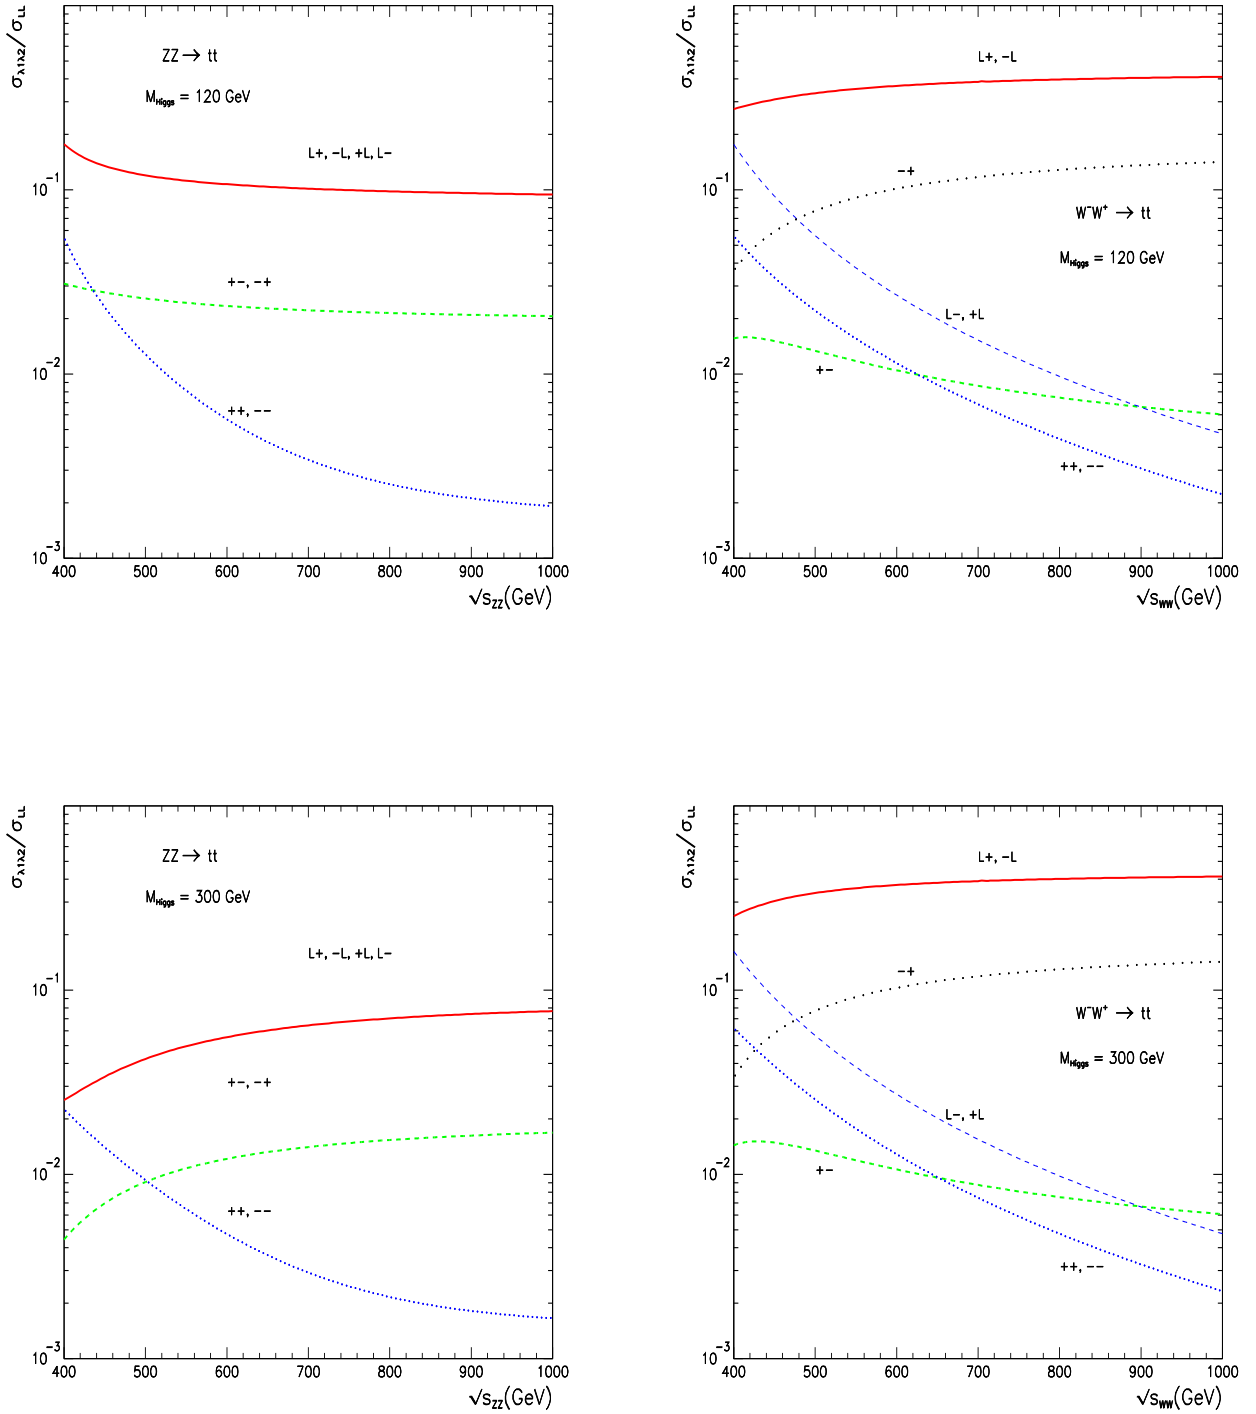 σλ1λ2/σLL
ZZ → tt
MHiggs = 120 GeV
L+, −L, +L, L−
+−, −+
++, −−
10⁻¹
10⁻²
10⁻³
400 500 600 700 800 900 1000
√sZZ(GeV)
σλ1λ2/σLL
L+, −L
−+
W⁻W⁺ → tt
MHiggs = 120 GeV
L−, +L
+−
++, −−
10⁻¹
10⁻²
10⁻³
400 500 600 700 800 900 1000
√sWW(GeV)
σλ1λ2/σLL
ZZ → tt
MHiggs = 300 GeV
L+, −L, +L, L−
+−, −+
++, −−
10⁻¹
10⁻²
10⁻³
400 500 600 700 800 900 1000
√sZZ(GeV)
σλ1λ2/σLL
L+, −L
−+
W⁻W⁺ → tt
MHiggs = 300 GeV
L−, +L
+−
++, −−
10⁻¹
10⁻²
10⁻³
400 500 600 700 800 900 1000
√sWW(GeV)